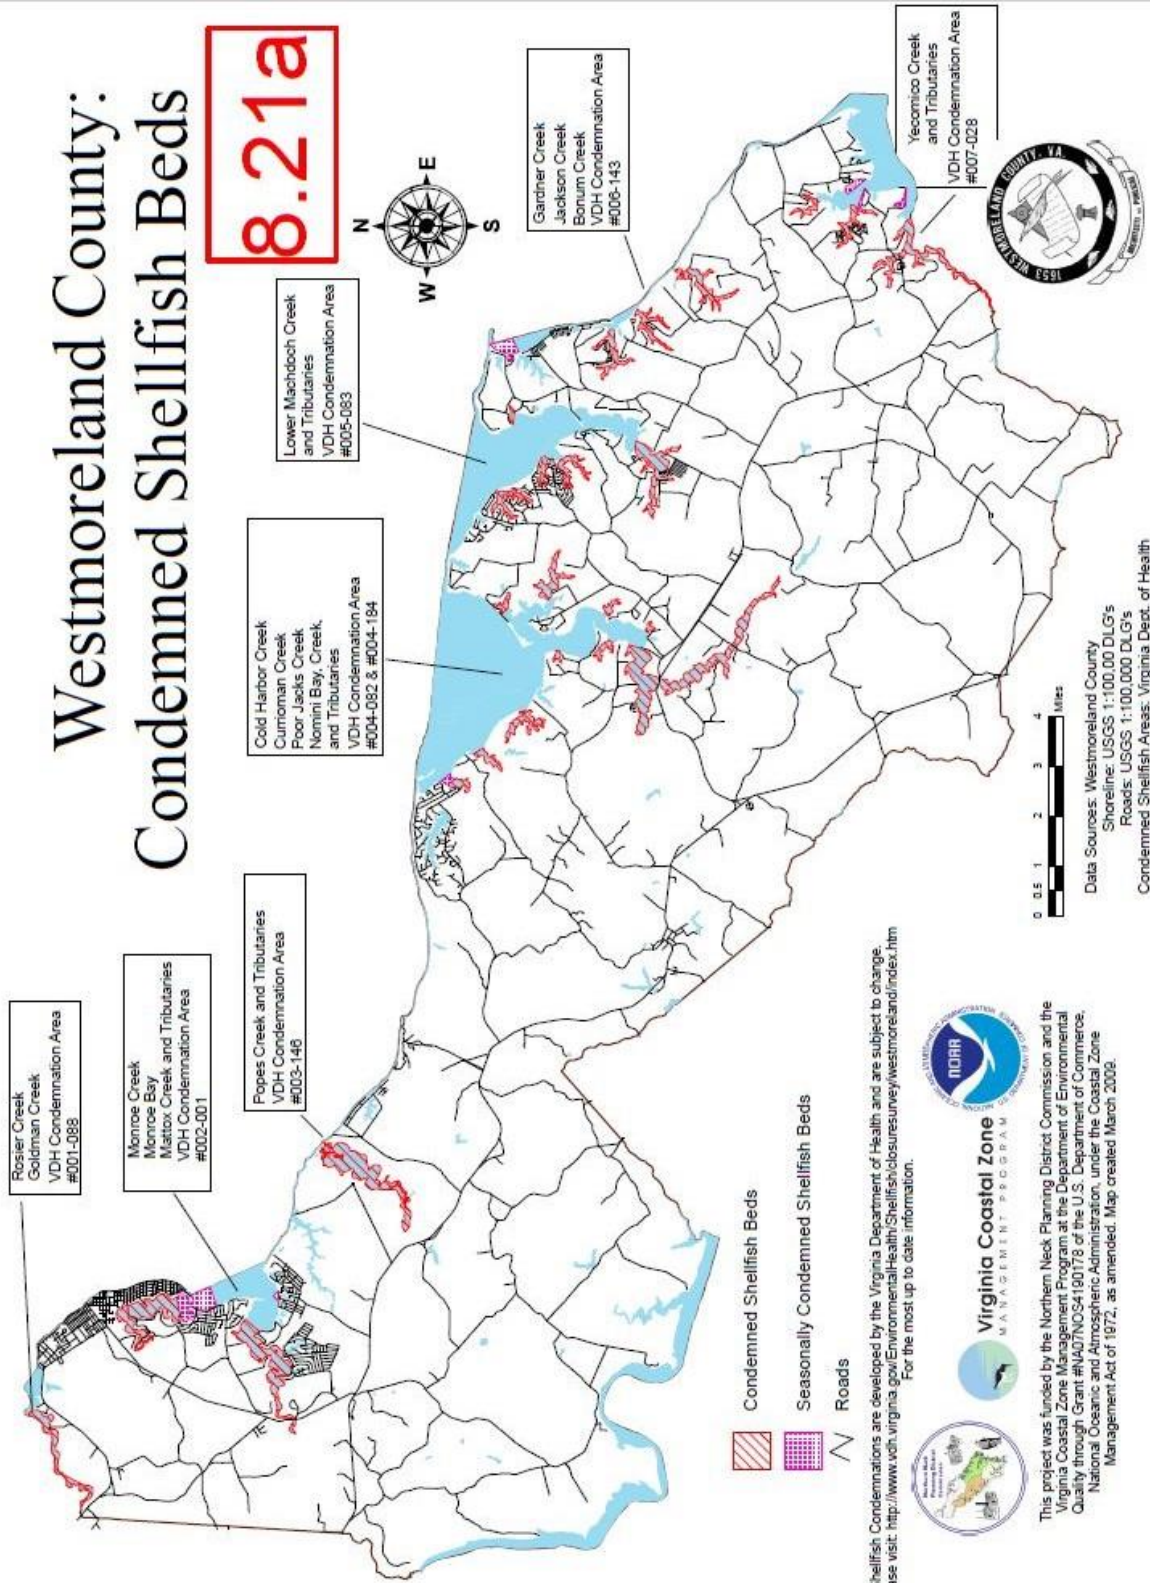 Westmoreland County:
Condemned Shellfish Beds
8.21a
N
W
E
S
Rosier Creek
Goldman Creek
VDH Condemnation Area
#001-088
Monroe Creek
Monroe Bay
Mattox Creek and Tributaries
VDH Condemnation Area
#002-001
Popes Creek and Tributaries
VDH Condemnation Area
#003-146
Cold Harbor Creek
Currioman Creek
Poor Jacks Creek
Nomini Bay, Creek,
and Tributaries
VDH Condemnation Area
#004-082 & #004-184
Lower Machdoch Creek
and Tributaries
VDH Condemnation Area
#005-083
Gardner Creek
Jackson Creek
Bonum Creek
VDH Condemnation Area
#006-143
Yeocomico Creek
and Tributaries
VDH Condemnation Area
#007-028
Condemned Shellfish Beds
Seasonally Condemned Shellfish Beds
Roads
hellfish Condemnations are developed by the Virginia Department of Health and are subject to change.
ase visit: http://www.vdh.virginia.gov/EnvironmentalHealth/Shellfish/closuresurvey/westmoreland/index.htm
For the most up to date information.
Virginia Coastal Zone
MANAGEMENT PROGRAM
NOAA
This project was funded by the Northern Neck Planning District Commission and the
Virginia Coastal Zone Management Program at the Department of Environmental
Quality through Grant #NA07NOS4190178 of the U.S. Department of Commerce,
National Oceanic and Atmospheric Administration, under the Coastal Zone
Management Act of 1972, as amended. Map created March 2009.
0 0.5 1 2 3 4
Miles
Data Sources: Westmoreland County
Shoreline: USGS 1:100,00 DLG's
Roads: USGS 1:100,000 DLG's
Condemned Shellfish Areas: Virginia Dept. of Health
1653 WESTMORELAND COUNTY, VA.